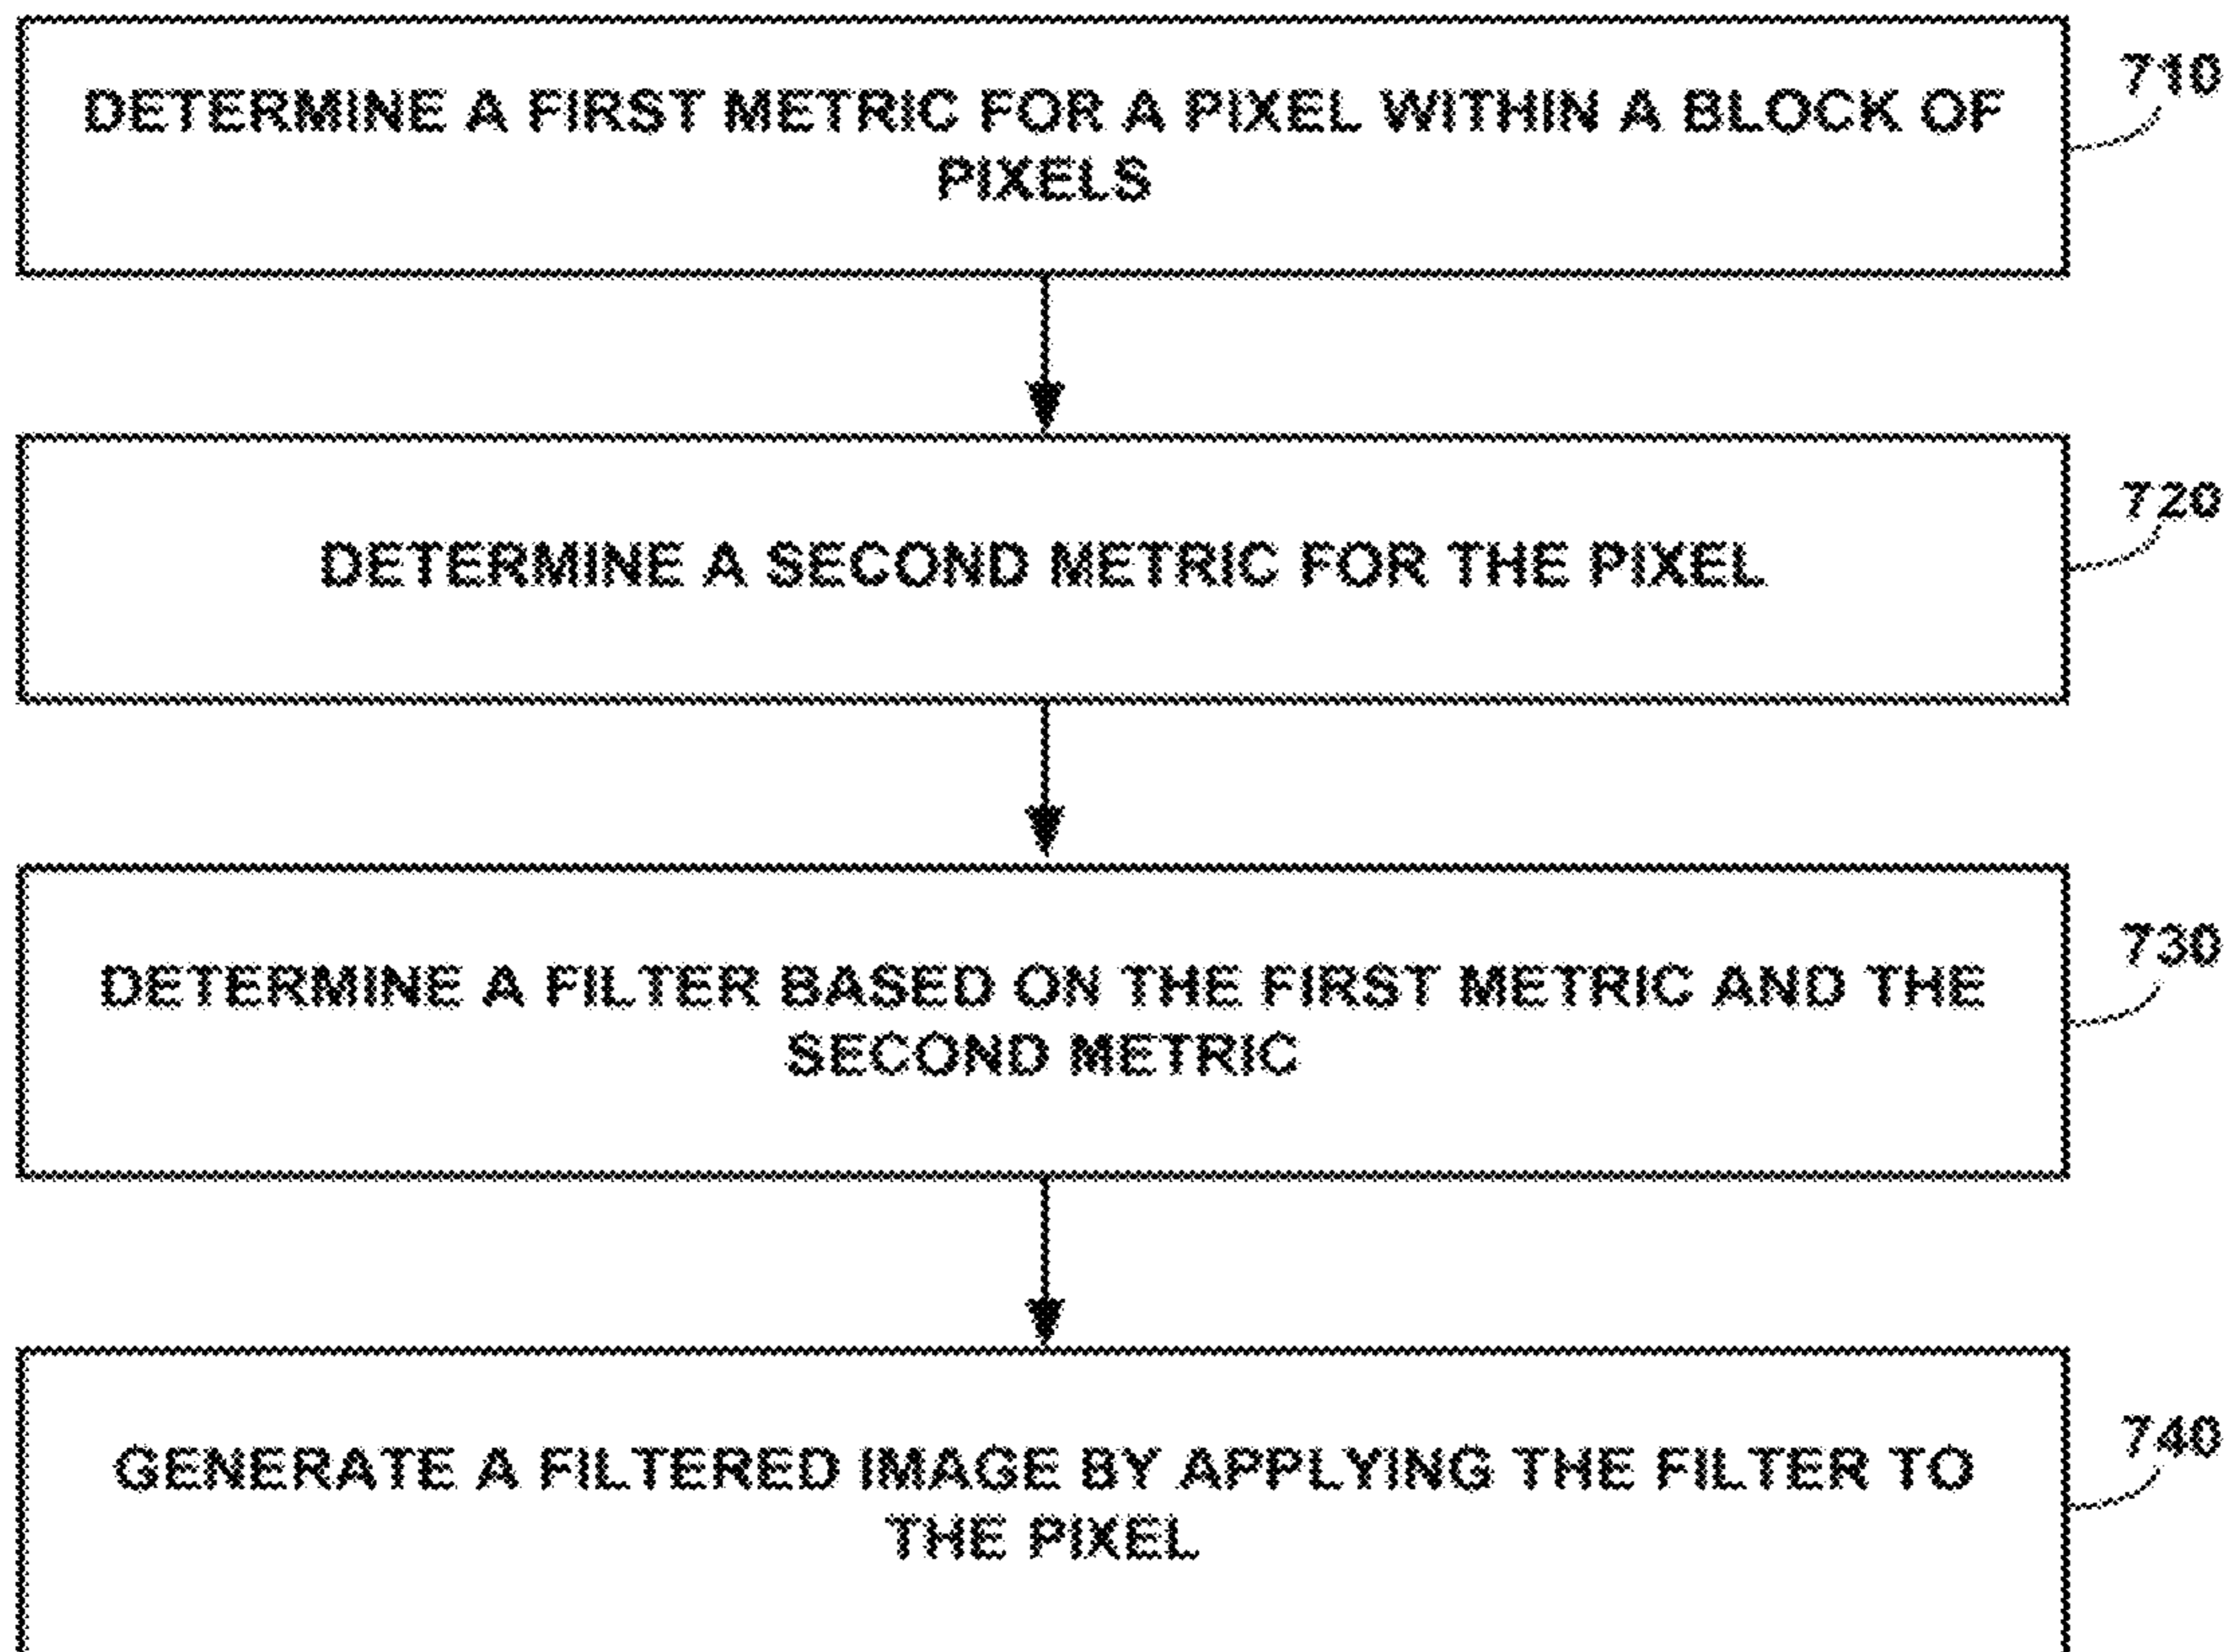 DETERMINE A FIRST METRIC FOR A PIXEL WITHIN A BLOCK OF
PIXELS
710
DETERMINE A SECOND METRIC FOR THE PIXEL
720
DETERMINE A FILTER BASED ON THE FIRST METRIC AND THE
SECOND METRIC
730
GENERATE A FILTERED IMAGE BY APPLYING THE FILTER TO
THE PIXEL
740